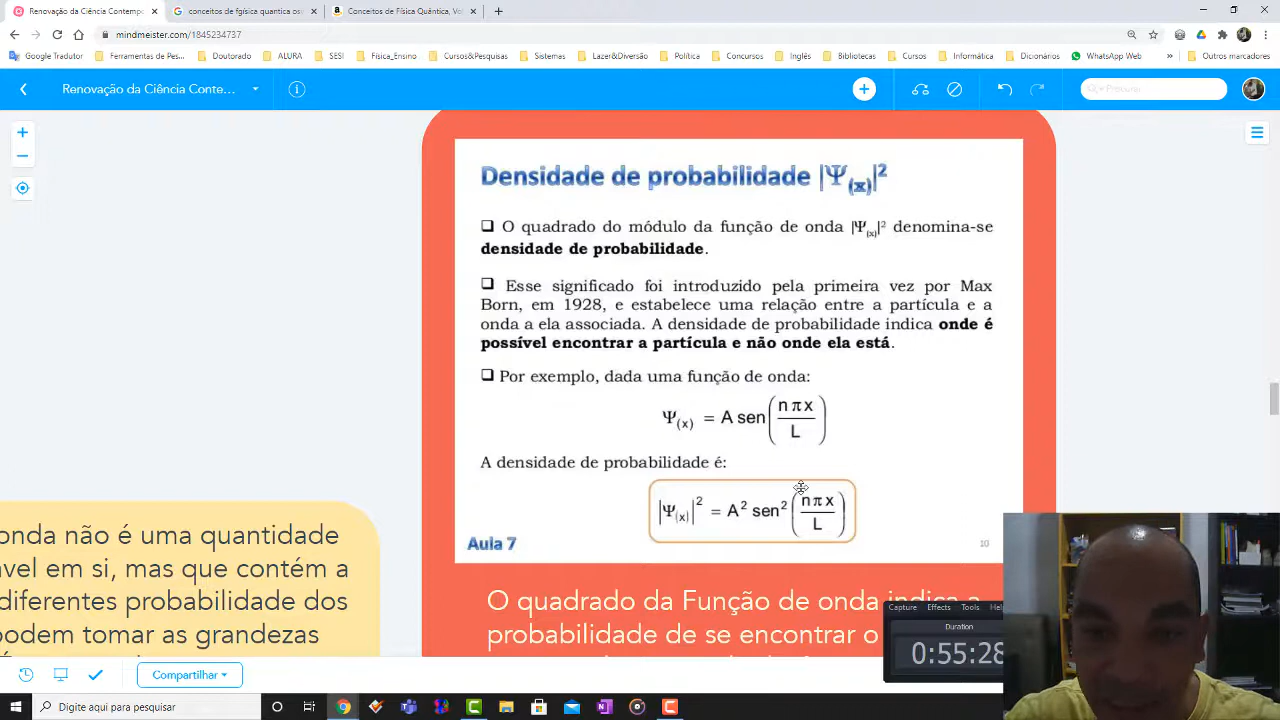 Renovação da Ciência Contemp
conceitos de fgísica quantica osv
Conceitos de Física Quântica, Vol
mindmeister.com/1845234737
Google Tradutor
Ferramentas de Pes...
Doutorado
ALURA
SESI
Física_Ensino
Cursos&Pesquisas
Sistemas
Lazer&Diversão
Política
Concursos
Inglês
Bibliotecas
Cursos
Informática
Dicionários
WhatsApp Web
»
Outros marcadores
Renovação da Ciência Conte...
Procurar
Densidade de probabilidade |Ψ(x)|²
O quadrado do módulo da função de onda |Ψ(x)|² denomina-se
densidade de probabilidade.
Esse significado foi introduzido pela primeira vez por Max
Born, em 1928, e estabelece uma relação entre a partícula e a
onda a ela associada. A densidade de probabilidade indica onde é
possível encontrar a partícula e não onde ela está.
Por exemplo, dada uma função de onda:
Ψ(x) = A sen(nπx/L)
A densidade de probabilidade é:
|Ψ(x)|² = A² sen²(nπx/L)
Aula 7
10
onda não é uma quantidade
vel em si, mas que contém a
diferentes probabilidade dos
podem tomar as grandezas
O quadrado da Função de onda indica a
probabilidade de se encontrar o
Capture Effects Tools Hel
Duration
0:55:28
Compartilhar
Digite aqui para pesquisar